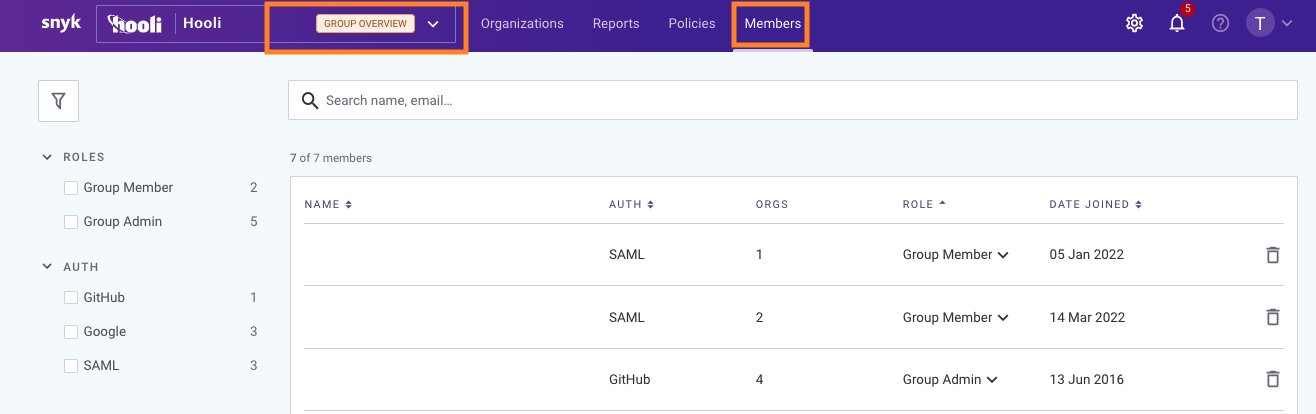 snyk hooli Hooli GROUP OVERVIEW Organizations Reports Policies Members 5 ? T
Search name, email...
7 of 7 members
ROLES
Group Member 2
Group Admin 5
AUTH
GitHub 1
Google 3
SAML 3
NAME AUTH ORGS ROLE DATE JOINED
SAML 1 Group Member 05 Jan 2022
SAML 2 Group Member 14 Mar 2022
GitHub 4 Group Admin 13 Jun 2016